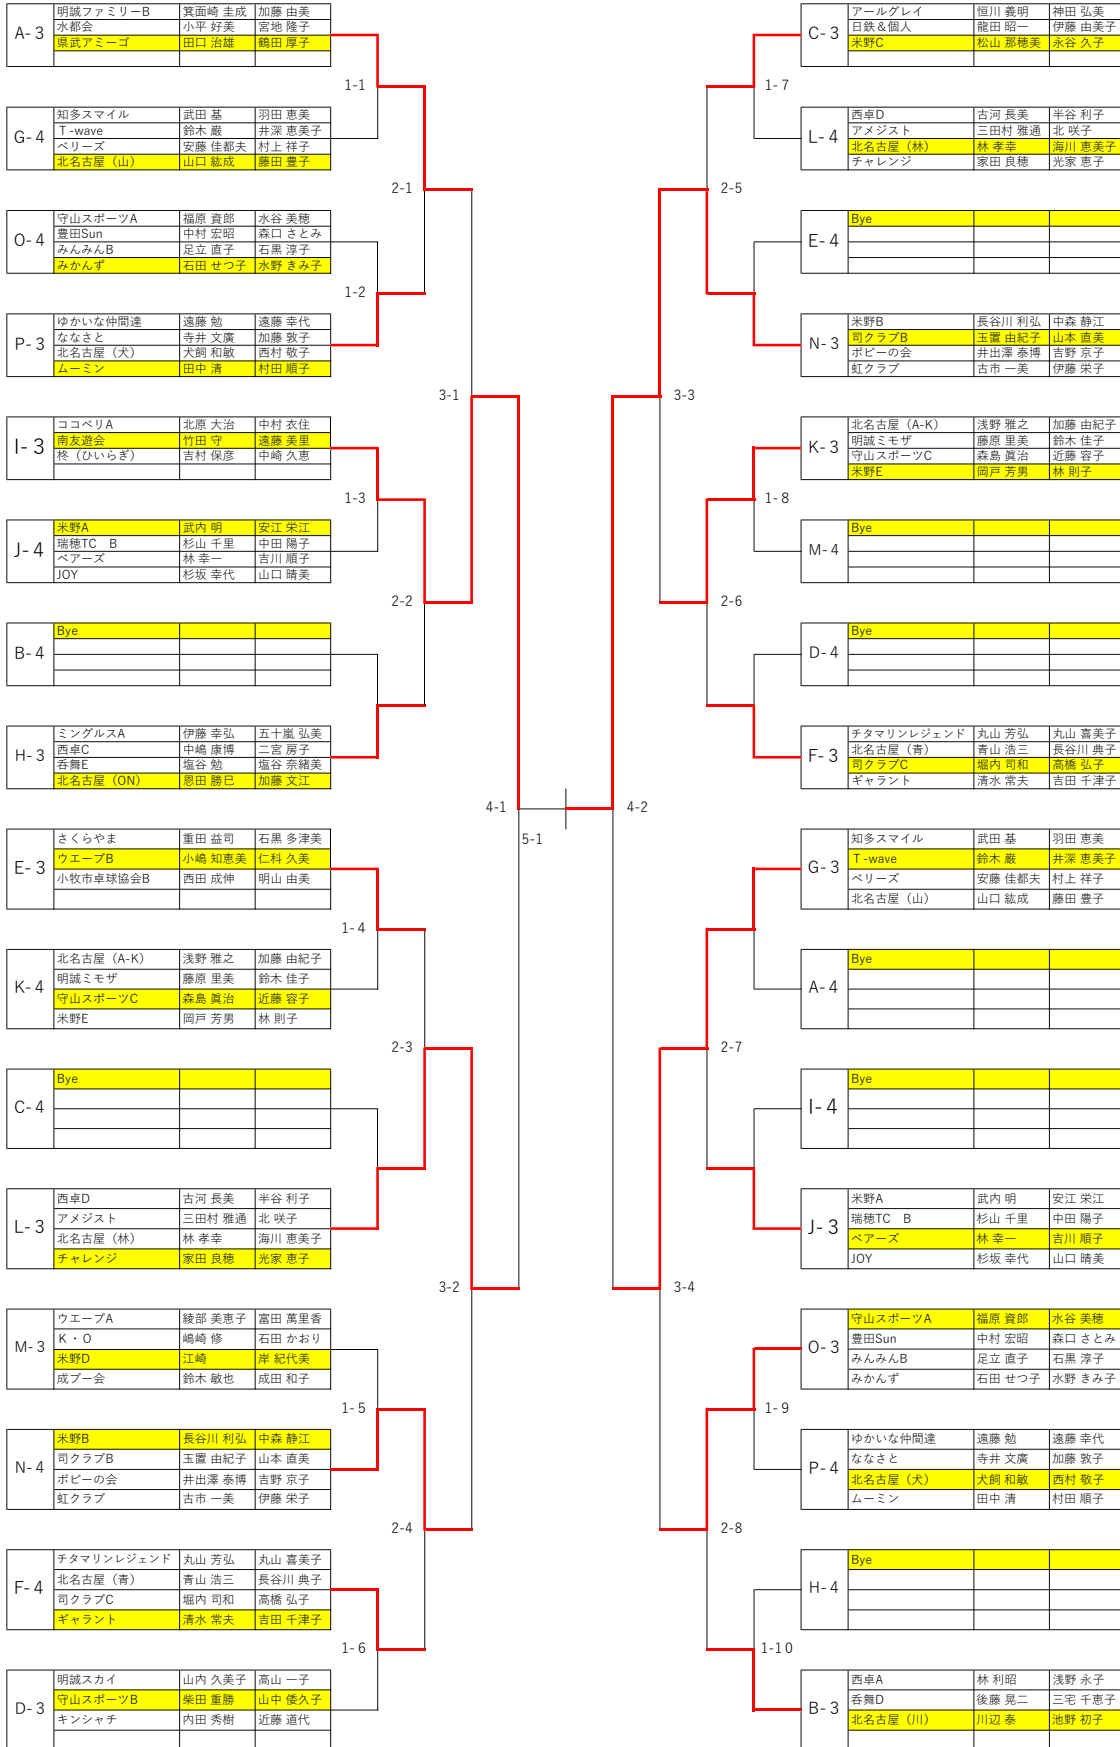 A-3
明誠ファミリーB 箕面崎 圭成 加藤 由美
水都会 小平 好美 宮地 隆子
県武アミーゴ 田口 治雄 鶴田 厚子
1-1
G-4
知多スマイル 武田 基 羽田 恵美
T-wave 鈴木 巌 井深 恵美子
ベリーズ 安藤 佳都夫 村上 祥子
北名古屋（山） 山口 紘成 藤田 豊子
2-1
O-4
守山スポーツA 福原 資郎 水谷 美穂
豊田Sun 中村 宏昭 森口 さとみ
みんみんB 足立 直子 石黒 淳子
みかんず 石田 せつ子 水野 きみ子
1-2
P-3
ゆかいな仲間達 遠藤 勉 遠藤 幸代
ななさと 寺井 文廣 加藤 敦子
北名古屋（犬） 犬飼 和敏 西村 敬子
ムーミン 田中 清 村田 順子
3-1
I-3
ココペリA 北原 大治 中村 衣住
南友遊会 竹田 守 遠藤 美里
柊（ひいらぎ） 吉村 保彦 中崎 久恵
1-3
J-4
米野A 武内 明 安江 栄江
瑞穂TC B 杉山 千里 中田 陽子
ベアーズ 林 幸一 吉川 順子
JOY 杉坂 幸代 山口 晴美
2-2
B-4
Bye
H-3
ミングルスA 伊藤 幸弘 五十嵐 弘美
西卓C 中嶋 康博 二宮 房子
呑舞E 塩谷 勉 塩谷 奈緒美
北名古屋（ON） 恩田 勝巳 加藤 文江
4-1
5-1
E-3
さくらやま 重田 益司 石黒 多津美
ウエーブB 小嶋 知恵美 仁科 久美
小牧市卓球協会B 西田 成伸 明山 由美
1-4
K-4
北名古屋（A-K） 浅野 雅之 加藤 由紀子
明誠ミモザ 藤原 里美 鈴木 佳子
守山スポーツC 森島 眞治 近藤 容子
米野E 岡戸 芳男 林 則子
2-3
C-4
Bye
L-3
西卓D 古河 長美 半谷 利子
アメジスト 三田村 雅通 北 咲子
北名古屋（林） 林 孝幸 海川 恵美子
チャレンジ 家田 良穂 光家 恵子
3-2
M-3
ウエーブA 綾部 美恵子 富田 萬里香
K・O 嶋崎 修 石田 かおり
米野D 江崎 岸 紀代美
成ブー会 鈴木 敏也 成田 和子
1-5
N-4
米野B 長谷川 利弘 中森 静江
司クラブB 玉置 由紀子 山本 直美
ポピーの会 井出澤 泰博 吉野 京子
虹クラブ 古市 一美 伊藤 栄子
2-4
F-4
チタマリンレジェンド 丸山 芳弘 丸山 喜美子
北名古屋（青） 青山 浩三 長谷川 典子
司クラブC 堀内 司和 高橋 弘子
ギャラント 清水 常夫 吉田 千津子
1-6
D-3
明誠スカイ 山内 久美子 高山 一子
守山スポーツB 柴田 重勝 山中 倭久子
キンシャチ 内田 秀樹 近藤 道代
C-3
アールグレイ 恒川 義明 神田 弘美
日鉄＆個人 龍田 昭一 伊藤 由美子
米野C 松山 那穂美 永谷 久子
1-7
L-4
西卓D 古河 長美 半谷 利子
アメジスト 三田村 雅通 北 咲子
北名古屋（林） 林 孝幸 海川 恵美子
チャレンジ 家田 良穂 光家 恵子
2-5
E-4
Bye
N-3
米野B 長谷川 利弘 中森 静江
司クラブB 玉置 由紀子 山本 直美
ポピーの会 井出澤 泰博 吉野 京子
虹クラブ 古市 一美 伊藤 栄子
3-3
K-3
北名古屋（A-K） 浅野 雅之 加藤 由紀子
明誠ミモザ 藤原 里美 鈴木 佳子
守山スポーツC 森島 眞治 近藤 容子
米野E 岡戸 芳男 林 則子
1-8
M-4
Bye
2-6
D-4
Bye
F-3
チタマリンレジェンド 丸山 芳弘 丸山 喜美子
北名古屋（青） 青山 浩三 長谷川 典子
司クラブC 堀内 司和 高橋 弘子
ギャラント 清水 常夫 吉田 千津子
4-2
G-3
知多スマイル 武田 基 羽田 恵美
T-wave 鈴木 巌 井深 恵美子
ベリーズ 安藤 佳都夫 村上 祥子
北名古屋（山） 山口 紘成 藤田 豊子
A-4
Bye
2-7
I-4
Bye
J-3
米野A 武内 明 安江 栄江
瑞穂TC B 杉山 千里 中田 陽子
ベアーズ 林 幸一 吉川 順子
JOY 杉坂 幸代 山口 晴美
3-4
O-3
守山スポーツA 福原 資郎 水谷 美穂
豊田Sun 中村 宏昭 森口 さとみ
みんみんB 足立 直子 石黒 淳子
みかんず 石田 せつ子 水野 きみ子
1-9
P-4
ゆかいな仲間達 遠藤 勉 遠藤 幸代
ななさと 寺井 文廣 加藤 敦子
北名古屋（犬） 犬飼 和敏 西村 敬子
ムーミン 田中 清 村田 順子
2-8
H-4
Bye
1-10
B-3
西卓A 林 利昭 浅野 永子
呑舞D 後藤 晃二 三宅 千恵子
北名古屋（川） 川辺 泰 池野 初子